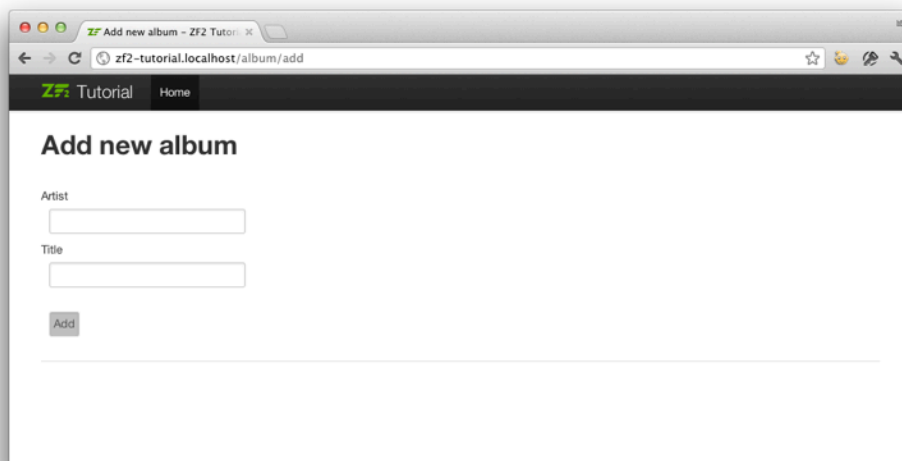 ZF Add new album – ZF2 Tutori
zf2-tutorial.localhost/album/add
ZF2 Tutorial Home
Add new album
Artist
Title
Add